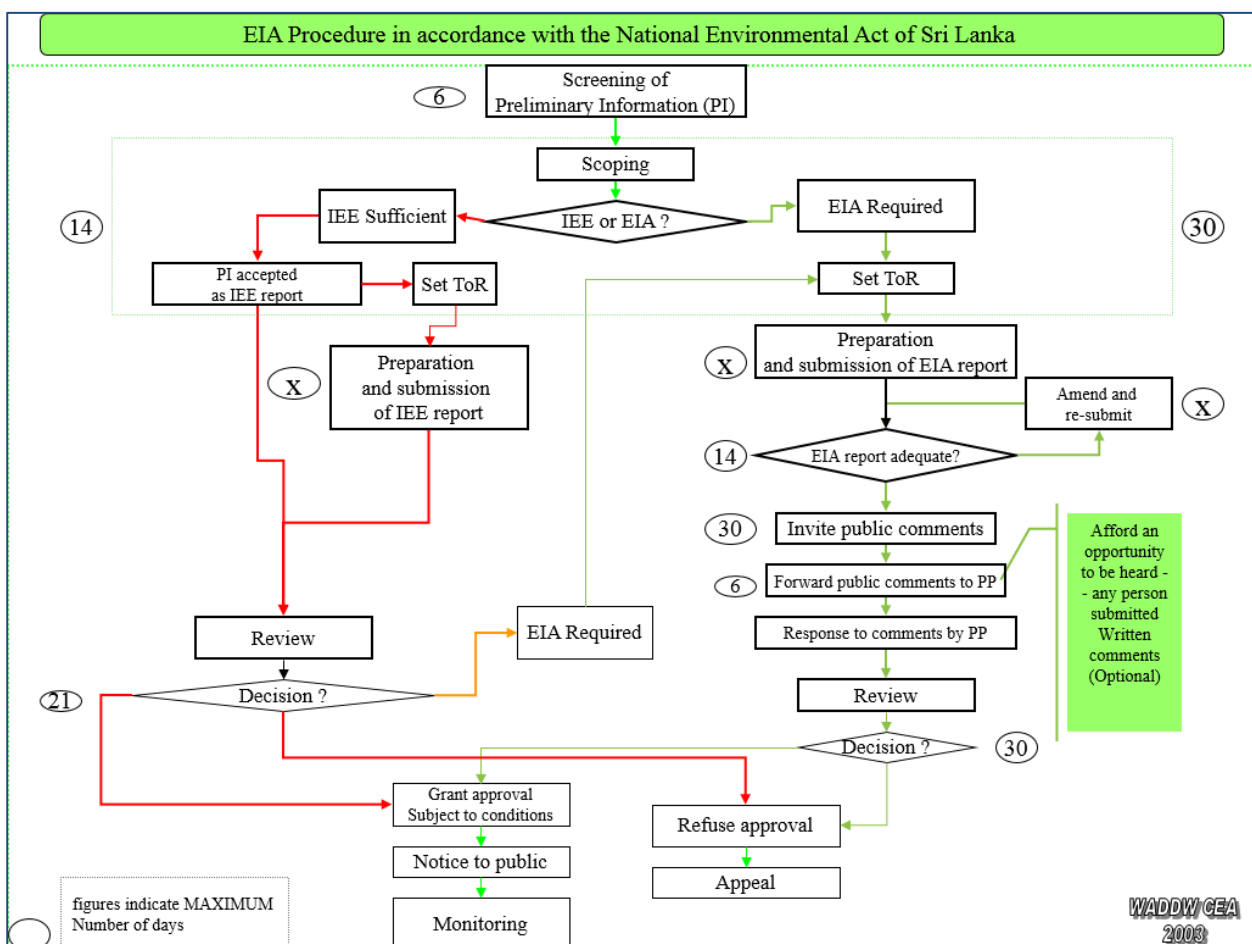 EIA Procedure in accordance with the National Environmental Act of Sri Lanka
6
Screening of
Preliminary Information (PI)
Scoping
14
IEE Sufficient
IEE or EIA ?
EIA Required
30
PI accepted
as IEE report
Set ToR
Set ToR
X
Preparation
and submission
of IEE report
X
Preparation
and submission of EIA report
Amend and
re-submit
X
14
EIA report adequate?
30
Invite public comments
6
Forward public comments to PP
Afford an
opportunity
to be heard -
- any person
submitted
Written
comments
(Optional)
Response to comments by PP
EIA Required
Review
Review
21
Decision ?
Decision ?
30
Grant approval
Subject to conditions
Refuse approval
Notice to public
Appeal
Monitoring
figures indicate MAXIMUM
Number of days
WADDW CEA
2003